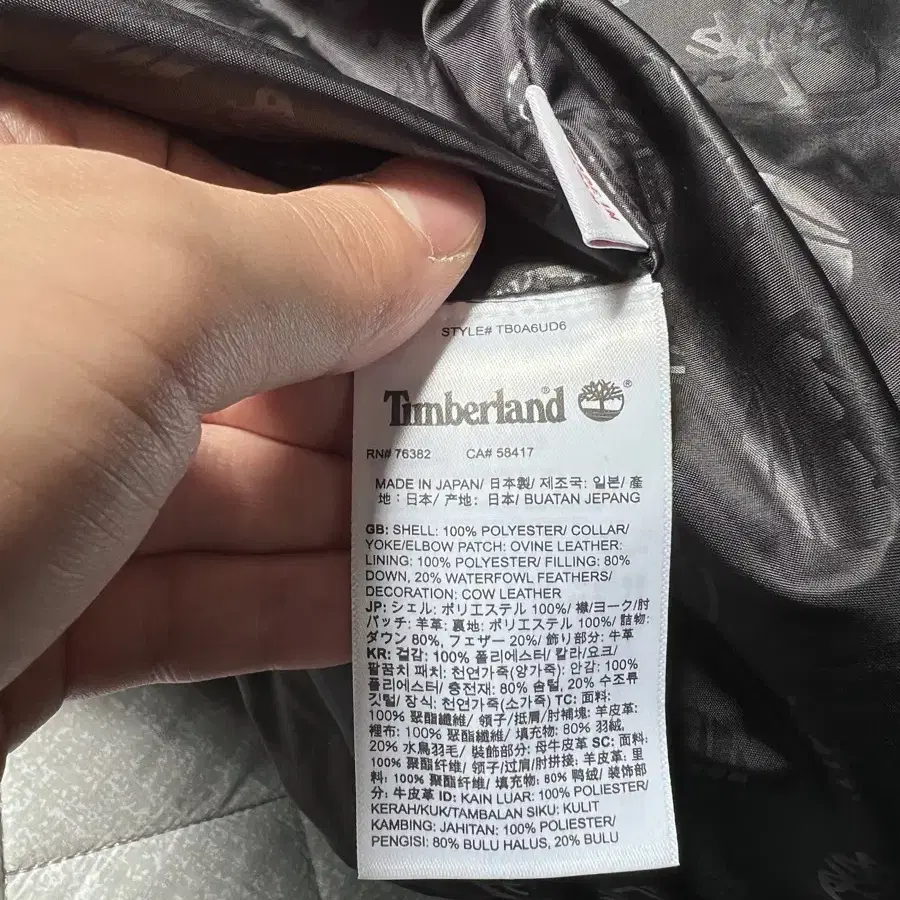 STYLE# TB0A6UD6
Timberland® ®
RN# 76382 CA# 58417
MADE IN JAPAN/ 日本製/ 제조국: 일본/ 產
地: 日本/ 产地: 日本/ BUATAN JEPANG
GB: SHELL: 100% POLYESTER/ COLLAR/
YOKE/ELBOW PATCH: OVINE LEATHER:
LINING: 100% POLYESTER/ FILLING: 80%
DOWN, 20% WATERFOWL FEATHERS/
DECORATION: COW LEATHER
JP: シェル: ポリエステル 100%/ 襟/ヨーク/肘
パッチ: 羊革: 裏地: ポリエステル 100%/ 詰物:
ダウン 80%, フェザー 20%/ 飾り部分: 牛革
KR: 겉감: 100% 폴리에스터/ 칼라/요크/
팔꿈치 패치: 천연가죽(양가죽): 안감: 100%
폴리에스터/ 충전재: 80% 솜털, 20% 수조류
깃털/ 장식: 천연가죽(소가죽) TC: 面料:
100% 聚酯纖維/ 領子/抵肩/肘補塊: 羊皮革:
裡布: 100% 聚酯纖維/ 填充物: 80% 羽絨,
20% 水鳥羽毛/ 裝飾部分: 母牛皮革 SC: 面料:
100% 聚酯纤维/ 领子/过肩/肘拼接: 羊皮革: 里
料: 100% 聚酯纤维/ 填充物: 80% 鸭绒/ 装饰部
分: 牛皮革 ID: KAIN LUAR: 100% POLIESTER/
KERAH/KUK/TAMBALAN SIKU: KULIT
KAMBING: JAHITAN: 100% POLIESTER/
PENGISI: 80% BULU HALUS, 20% BULU